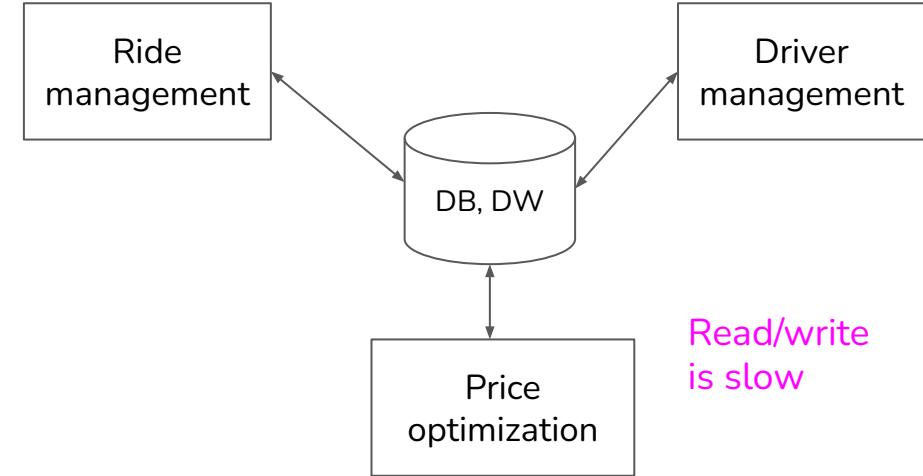 Ride
management
Driver
management
DB, DW
Price
optimization
Read/write
is slow